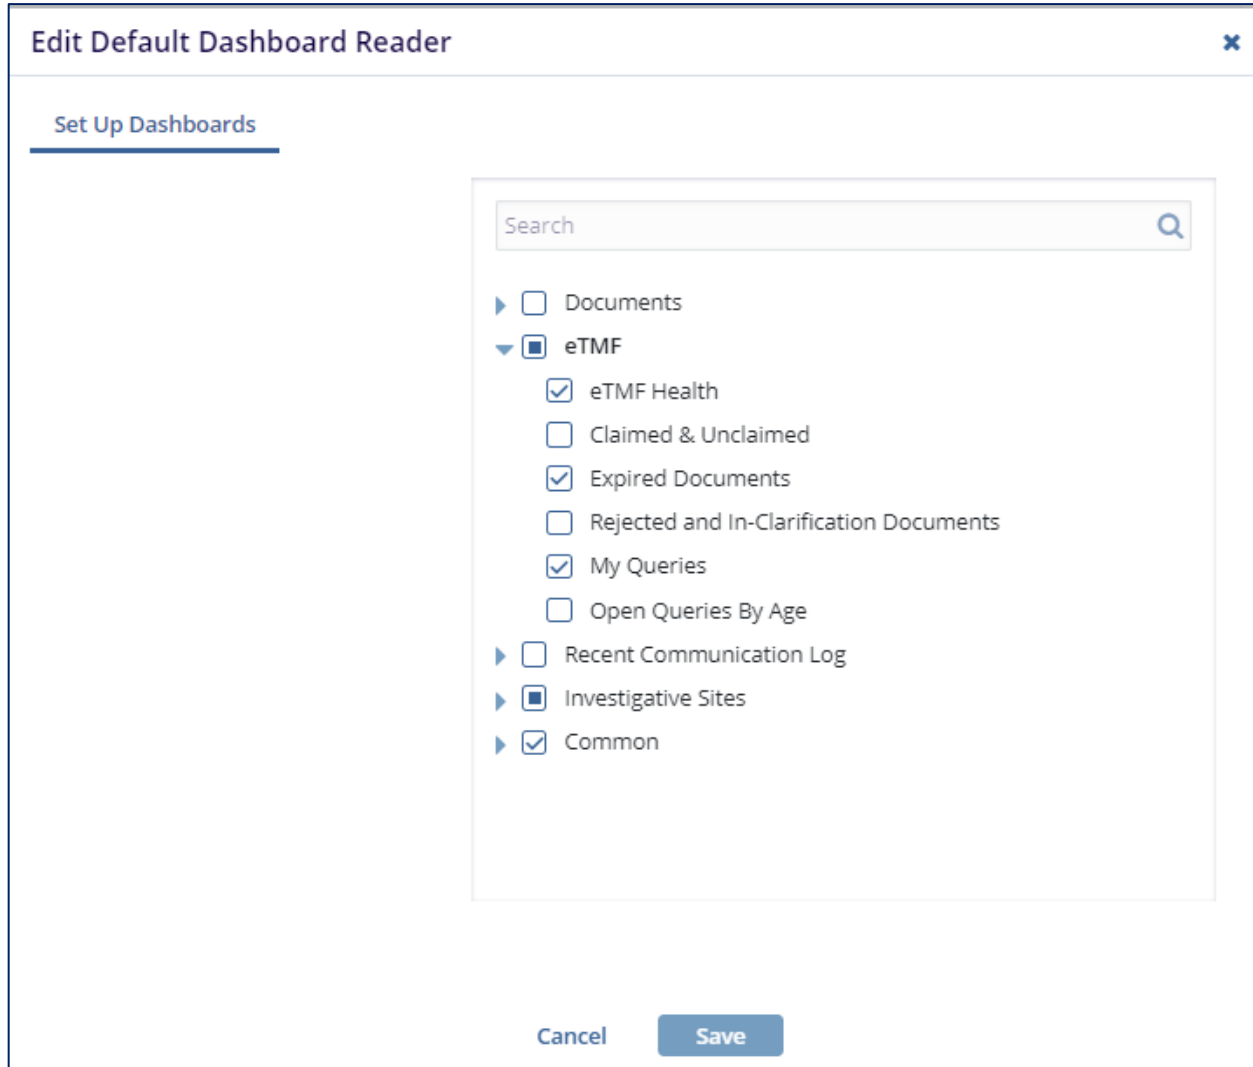 Edit Default Dashboard Reader
Set Up Dashboards
Search
Documents
eTMF
eTMF Health
Claimed & Unclaimed
Expired Documents
Rejected and In-Clarification Documents
My Queries
Open Queries By Age
Recent Communication Log
Investigative Sites
Common
Cancel Save